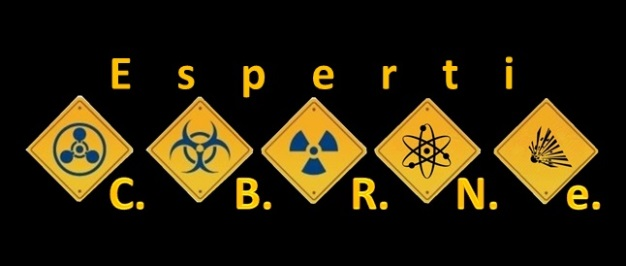 Esperti
C. B. R. N. e.